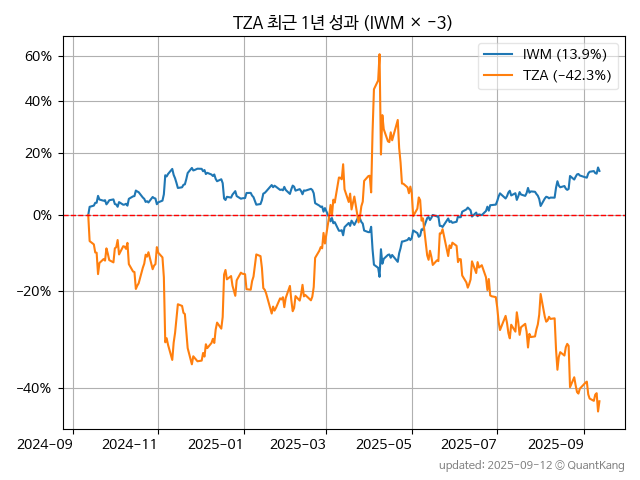 TZA 최근 1년 성과 (IWM × −3)
IWM (13.9%)
TZA (−42.3%)
60%
40%
20%
0%
−20%
−40%
2024-09 2024-11 2025-01 2025-03 2025-05 2025-07 2025-09
updated: 2025-09-12 © QuantKang